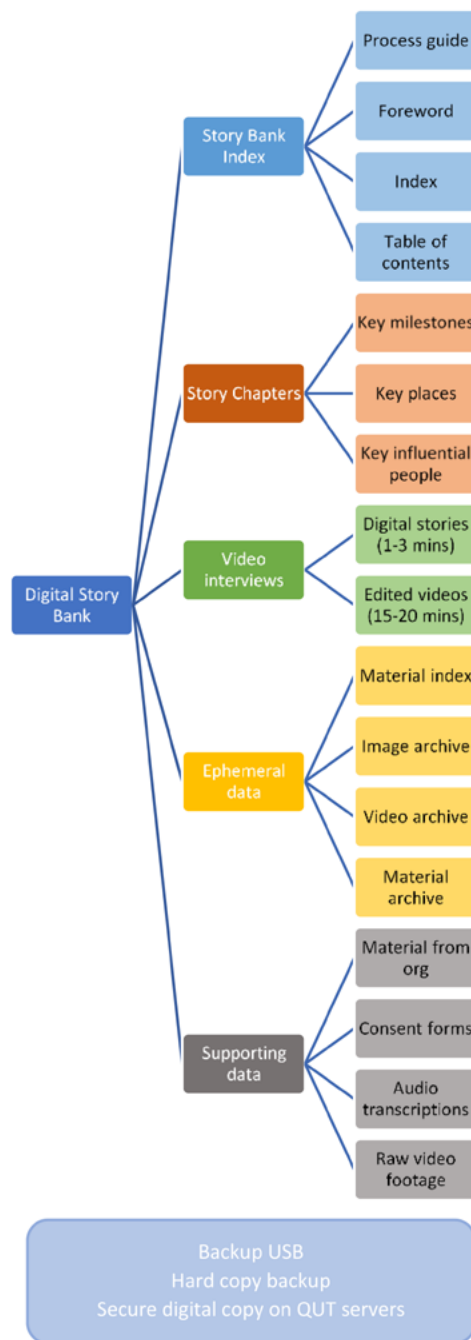 Process guide
Foreword
Story Bank
Index
Index
Table of
contents
Key milestones
Story Chapters
Key places
Key influential
people
Digital stories
(1-3 mins)
Video
interviews
Edited videos
(15-20 mins)
Digital Story
Bank
Material index
Image archive
Ephemeral
data
Video archive
Material
archive
Material from
org
Consent forms
Supporting
data
Audio
transcriptions
Raw video
footage
Backup USB
Hard copy backup
Secure digital copy on QUT servers